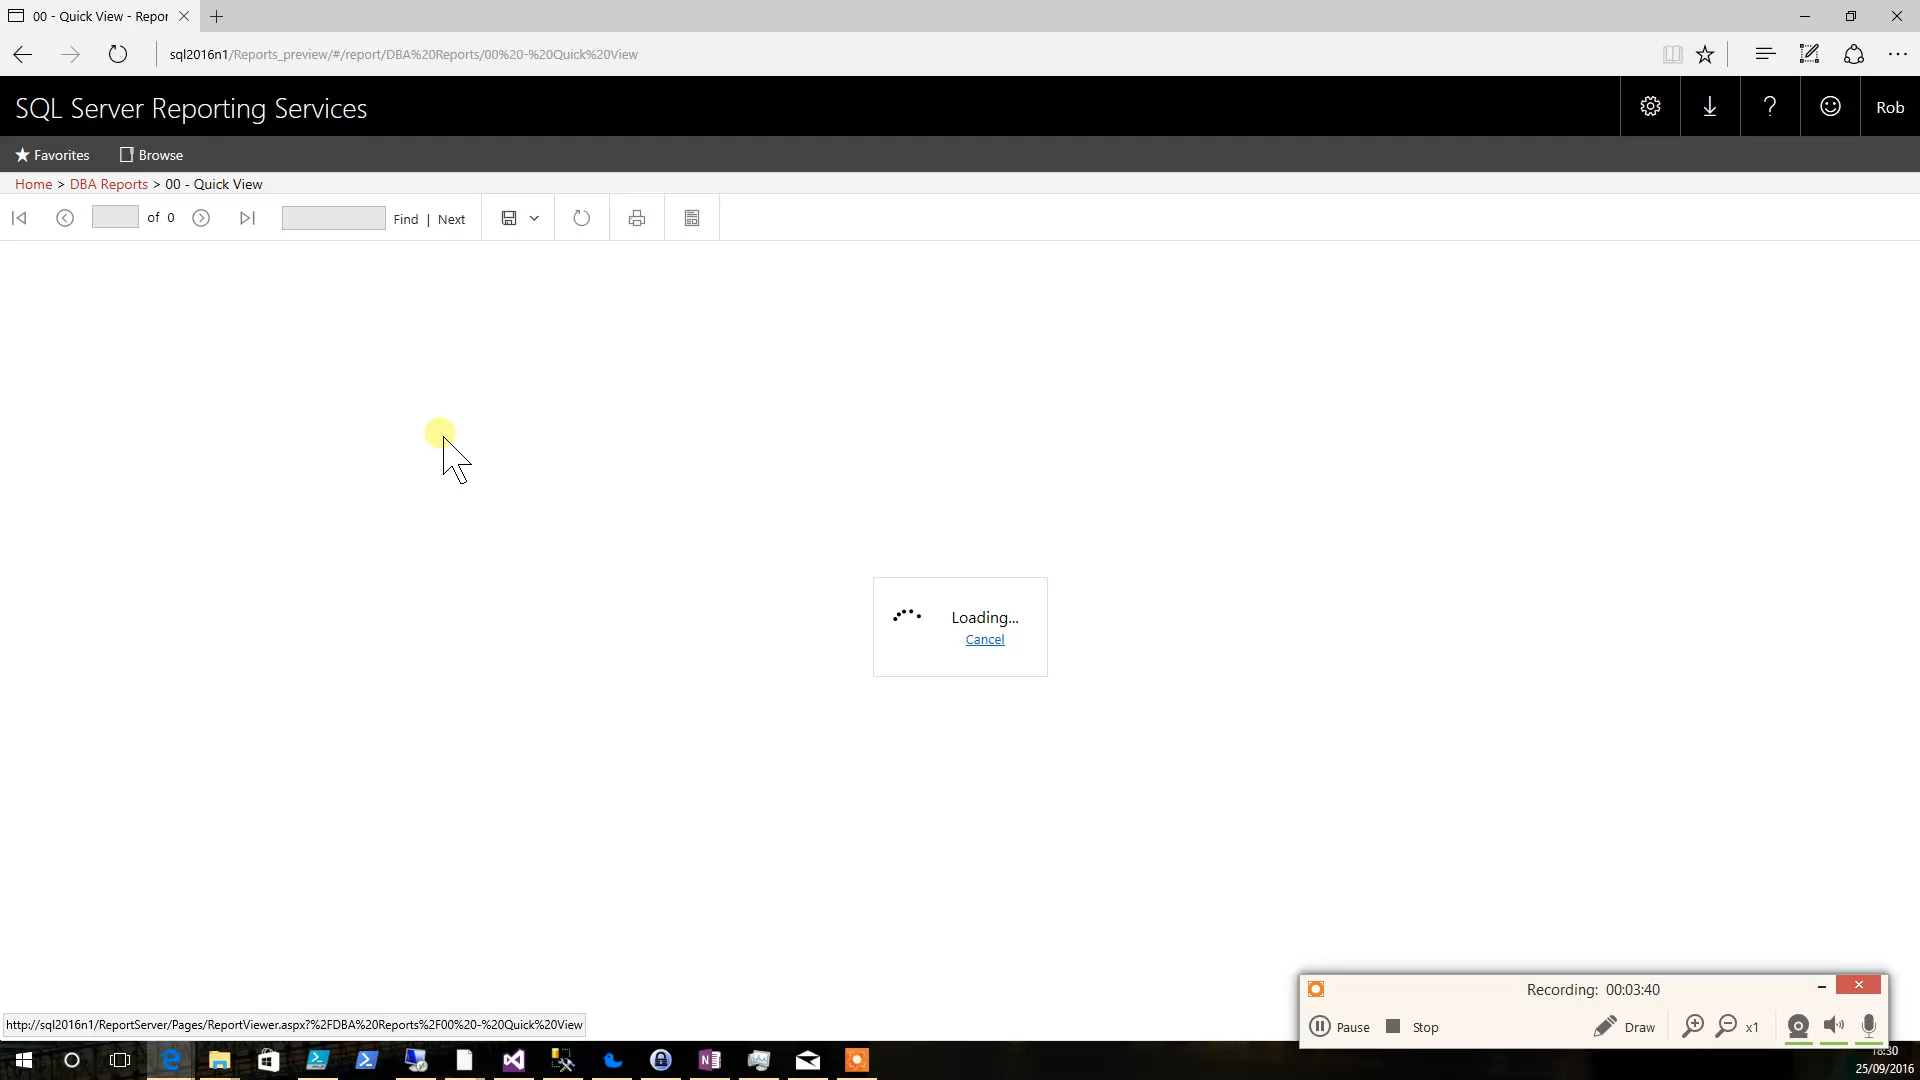 00 - Quick View - Repor
sql2016n1/Reports_preview/#/report/DBA%20Reports/00%20-%20Quick%20View
SQL Server Reporting Services
Rob
Favorites
Browse
Home > DBA Reports > 00 - Quick View
of 0
Find | Next
Loading...
Cancel
Recording: 00:03:40
Pause
Stop
Draw
x1
http://sql2016n1/ReportServer/Pages/ReportViewer.aspx?%2FDBA%20Reports%2F00%20-%20Quick%20View
18:30
25/09/2016